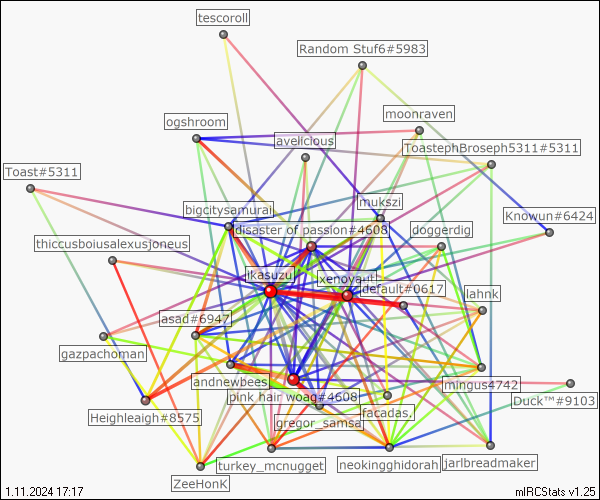 tescoroll
Random Stuf6#5983
moonraven
ogshroom
avelicious
ToastephBroseph5311#5311
Toast#5311
mukszi
bigcitysamurai
Knowun#6424
disaster of passion#4608
doggerdig
thiccusboiusalexusjoneus
ikasuzu
xenoyaut
default#0617
lahnk
asad#6947
gazpachoman
andnewbees
mingus4742
pink hair woag#4608
Duck™#9103
facadas.
Heighleaigh#8575
gregor_samsa
turkey_mcnugget
neokingghidorah
jarlbreadmaker
ZeeHonK
1.11.2024 17:17
mIRCStats v1.25